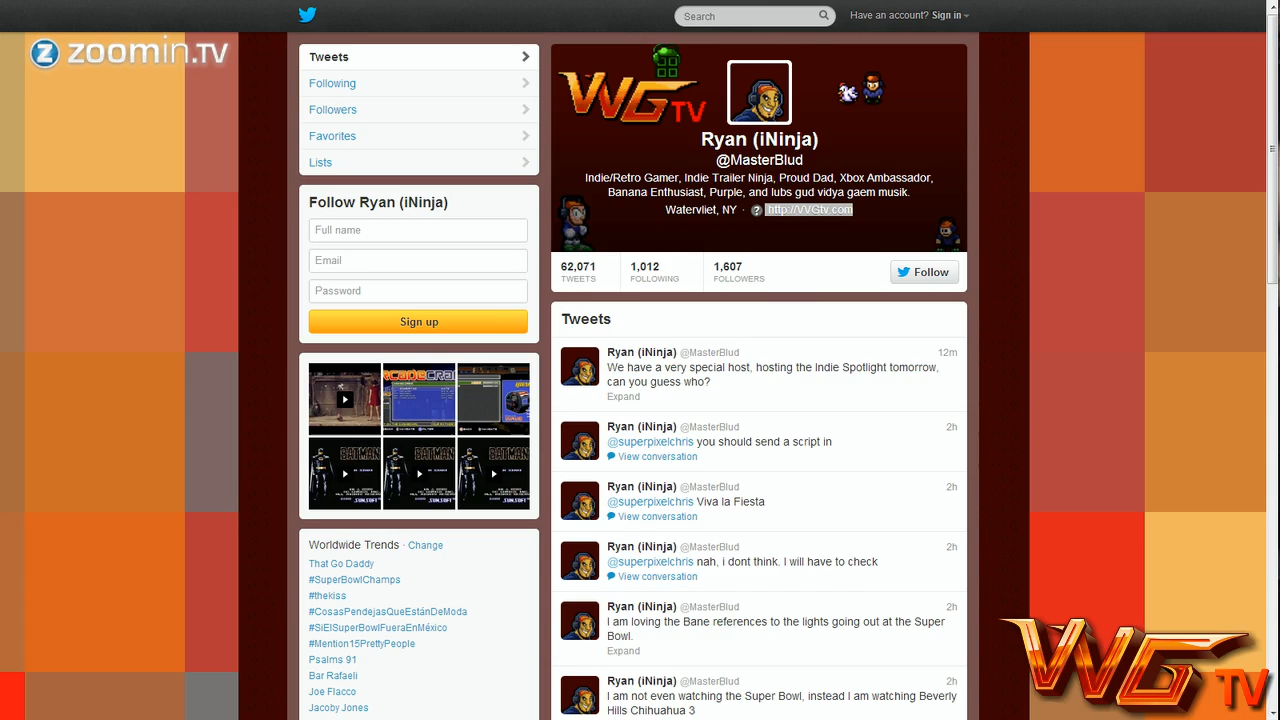 Search
Have an account? Sign in
zoomin.TV
Tweets
Following
Followers
Favorites
Lists
Follow Ryan (iNinja)
Full name
Email
Password
Sign up
Worldwide Trends · Change
That Go Daddy
#SuperBowlChamps
#thekiss
#CosasPendejasQueEstánDeModa
#SiElSuperBowlFueraEnMéxico
#Mention15PrettyPeople
Psalms 91
Bar Rafaeli
Joe Flacco
Jacoby Jones
VVG TV
Ryan (iNinja)
@MasterBlud
Indie/Retro Gamer, Indie Trailer Ninja, Proud Dad, Xbox Ambassador,
Banana Enthusiast, Purple, and lubs gud vidya gaem musik.
Watervliet, NY · http://VVGtv.com
62,071
TWEETS
1,012
FOLLOWING
1,607
FOLLOWERS
Follow
Tweets
Ryan (iNinja) @MasterBlud 12m
We have a very special host, hosting the Indie Spotlight tomorrow,
can you guess who?
Expand
Ryan (iNinja) @MasterBlud 2h
@superpixelchris you should send a script in
View conversation
Ryan (iNinja) @MasterBlud 2h
@superpixelchris Viva la Fiesta
View conversation
Ryan (iNinja) @MasterBlud 2h
@superpixelchris nah, i dont think. I will have to check
View conversation
Ryan (iNinja) @MasterBlud 2h
I am loving the Bane references to the lights going out at the Super
Bowl.
Expand
Ryan (iNinja) @MasterBlud 2h
I am not even watching the Super Bowl, instead I am watching Beverly
Hills Chihuahua 3
BATMAN
BATMAN
BATMAN
VVG TV